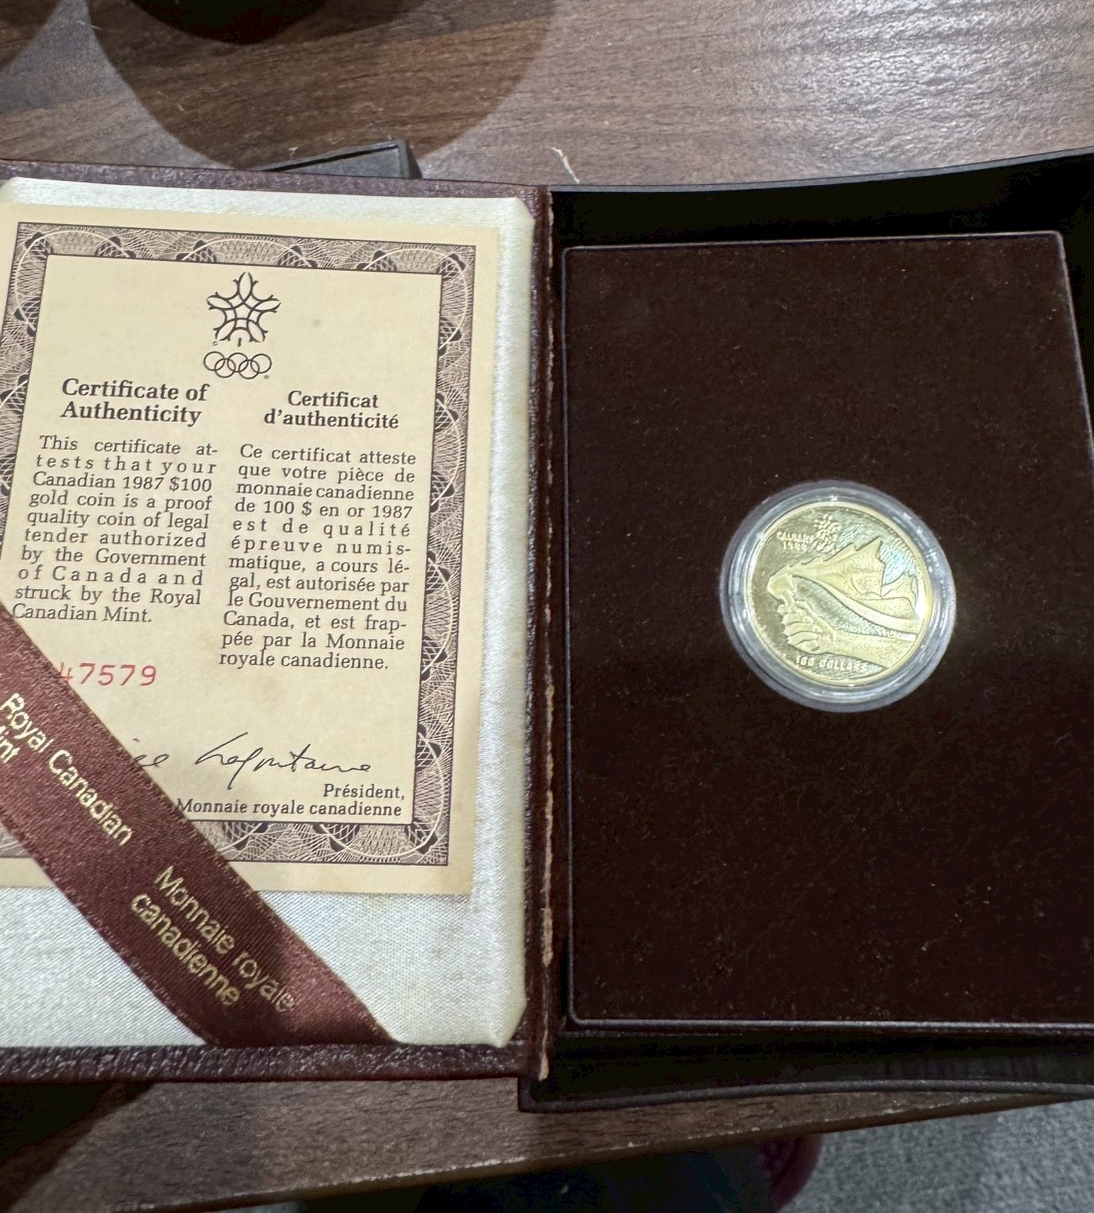 Certificate of
Authenticity
This certificate at-
tests that your
Canadian 1987 $100
gold coin is a proof
quality coin of legal
tender authorized
by the Government
of Canada and
struck by the Royal
Canadian Mint.
Certificat
d'authenticité
Ce certificat atteste
que votre pièce de
monnaie canadienne
de 100 $ en or 1987
est de qualité
épreuve numis-
matique, a cours lé-
gal, est autorisée par
le Gouvernement du
Canada, et est frap-
pée par la Monnaie
royale canadienne.
47579
Lafontaine
Président,
Monnaie royale canadienne
Royal Canadian
Monnaie royale
canadienne
CALGARY
1988
100 DOLLARS